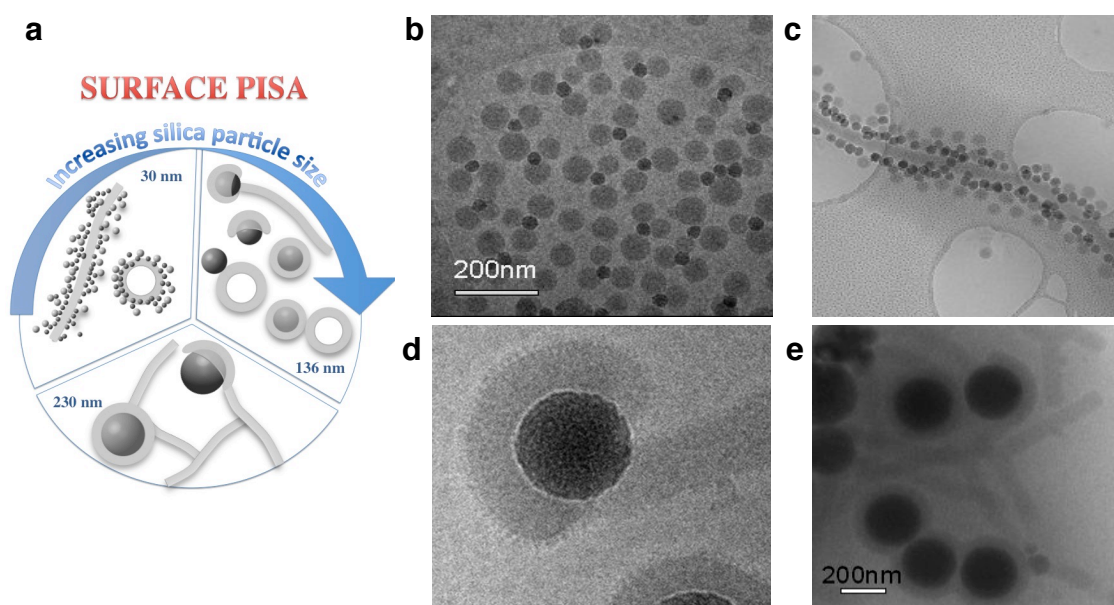 a
SURFACE PISA
Increasing silica particle size
30 nm
136 nm
230 nm
b
200nm
c
d
e
200nm